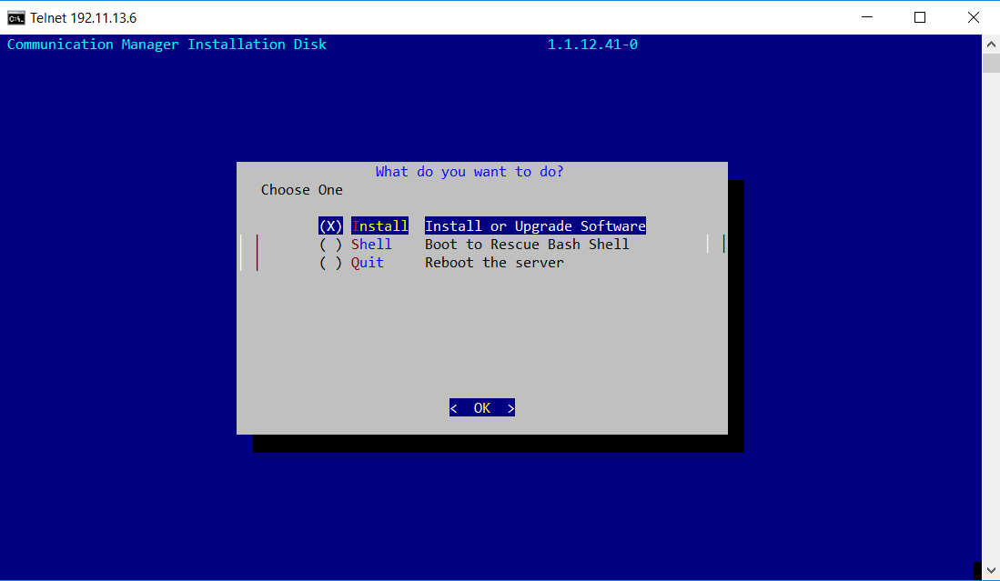 Telnet 192.11.13.6
Communication Manager Installation Disk 1.1.12.41-0
What do you want to do?
Choose One
(X) Install Install or Upgrade Software
( ) Shell Boot to Rescue Bash Shell
( ) Quit Reboot the server
< OK >